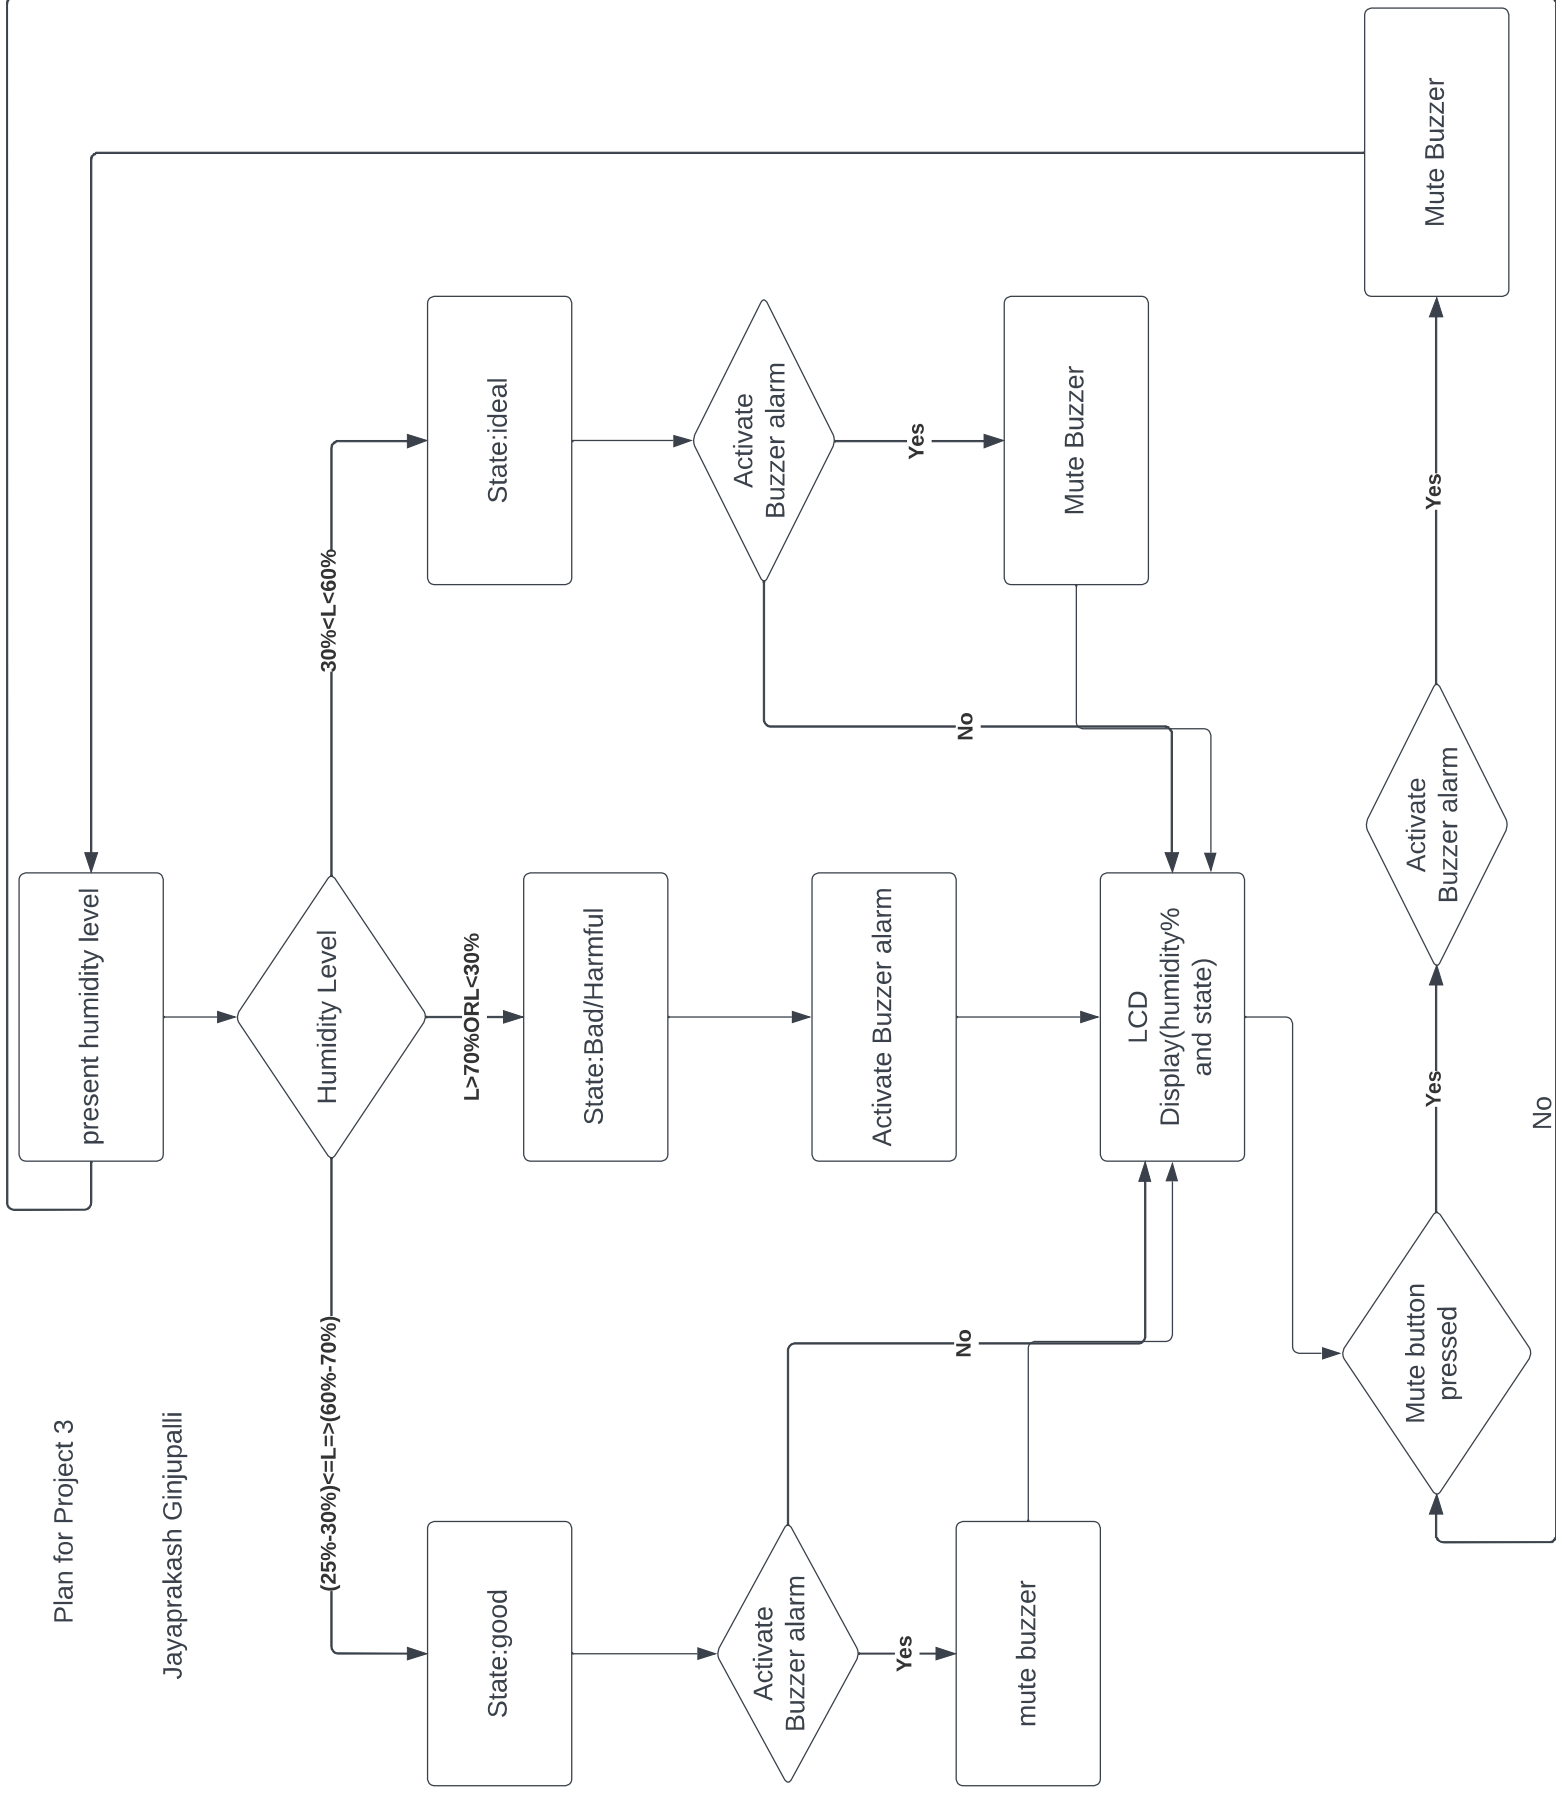 Plan for Project 3
Jayaprakash Ginjupalli
present humidity level
Humidity Level
(25%-30%)<=L=>(60%-70%)
L>70%ORL<30%
30%<L<60%
State:good
State:Bad/Harmful
State:ideal
Activate
Buzzer alarm
Activate Buzzer alarm
Activate
Buzzer alarm
Yes
No
Yes
No
mute buzzer
Mute Buzzer
LCD
Display(humidity%
and state)
Mute button
pressed
Yes
Activate
Buzzer alarm
Yes
Mute Buzzer
No